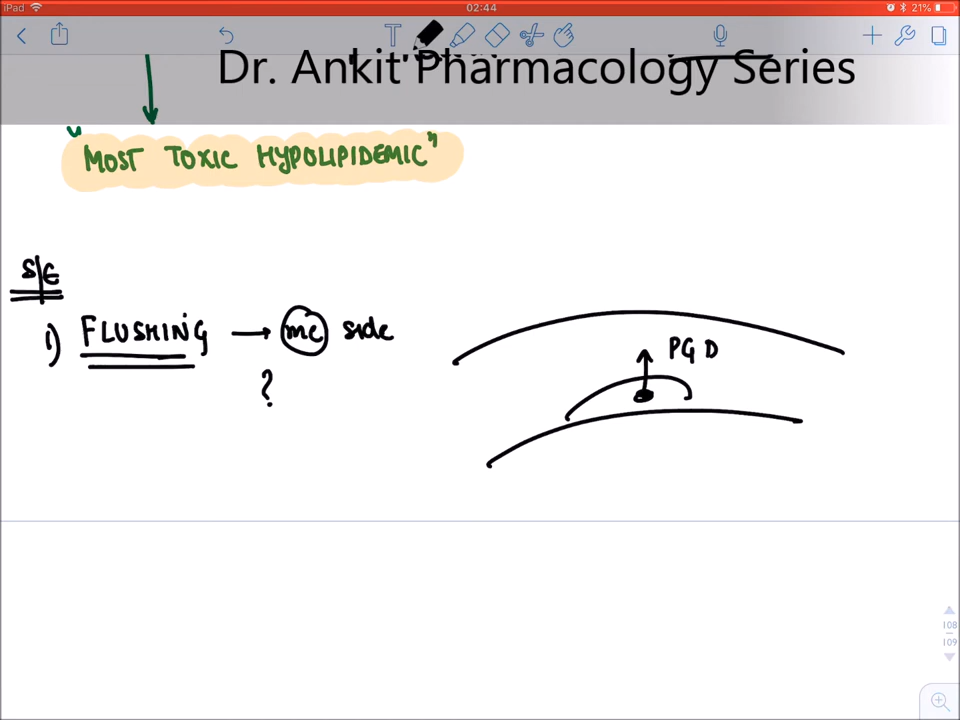 iPad 02:44 21%
T
Dr. Ankit Pharmacology Series
"MOST TOXIC HYPOLIPIDEMIC"
S/E
1) FLUSHING → mc side
?
PG D
108
109